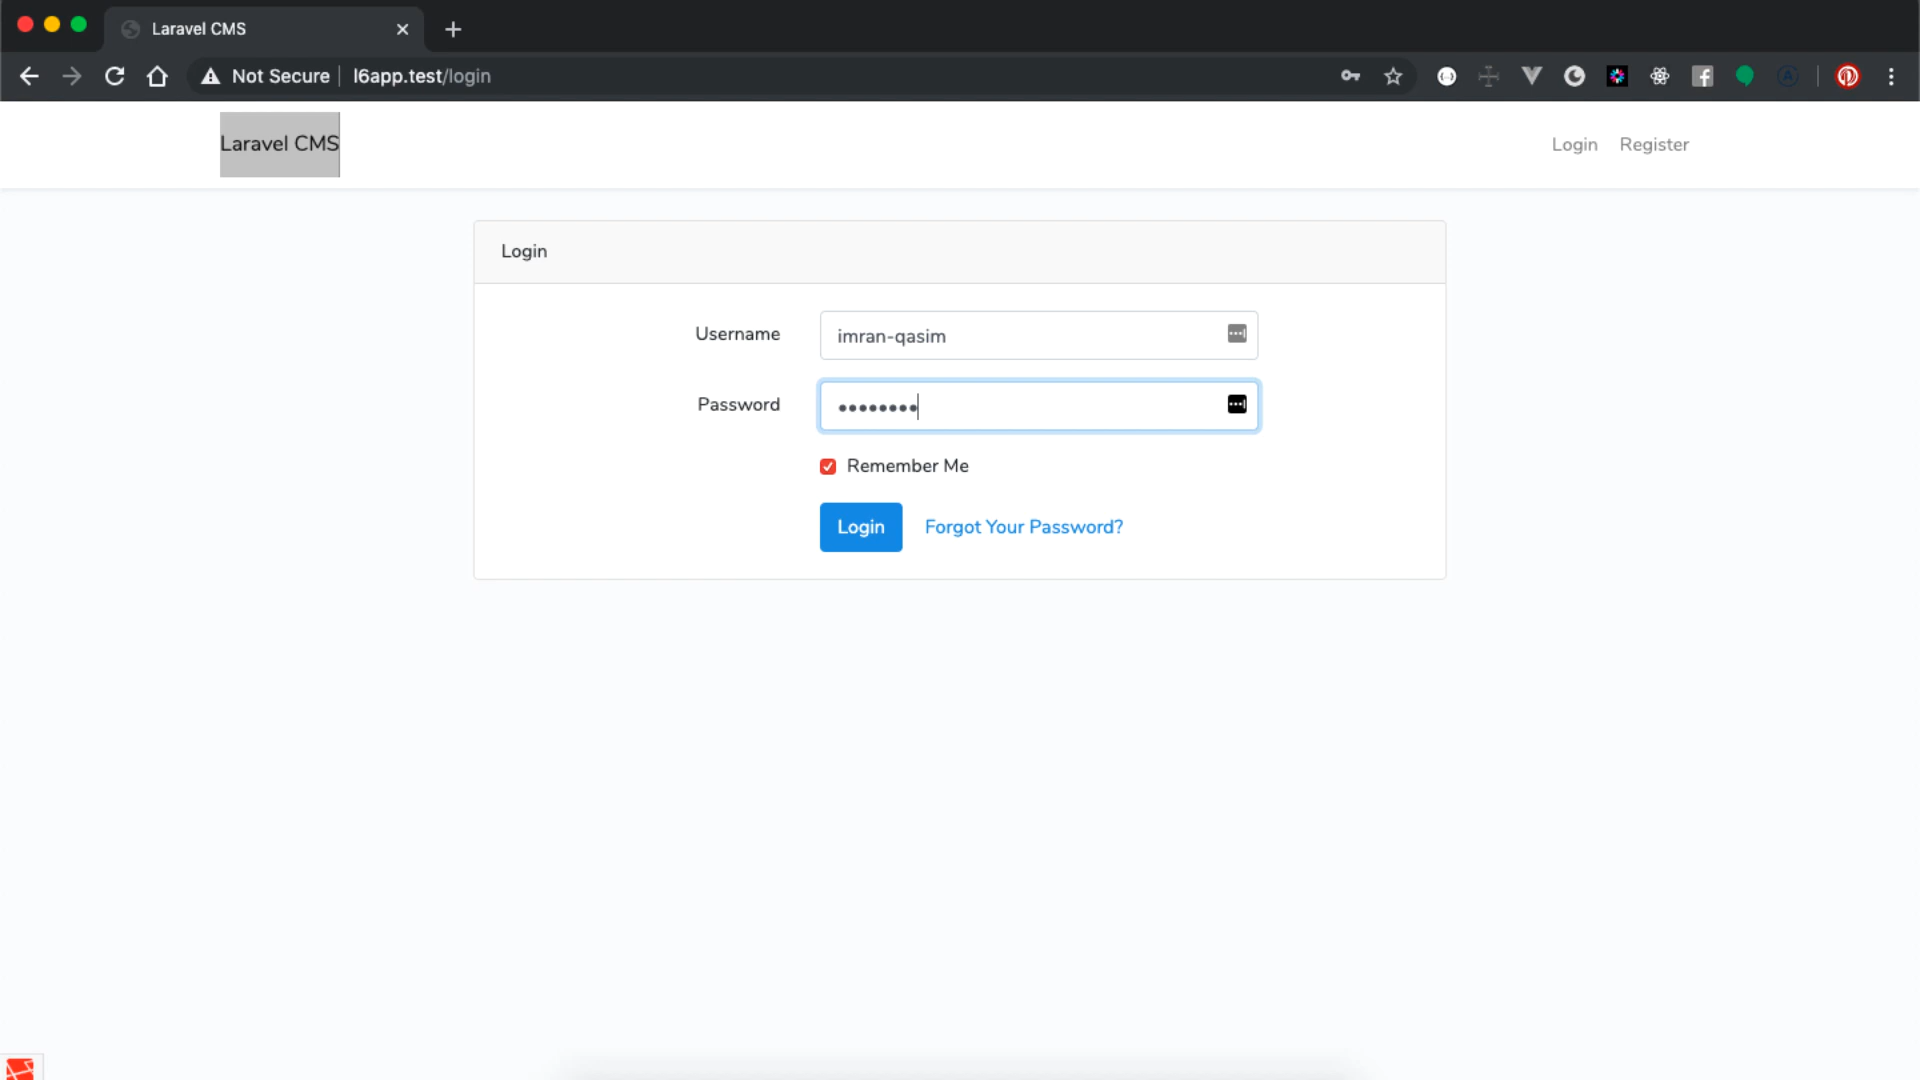 Laravel CMS
Not Secure l6app.test/login
Laravel CMS
Login Register
Login
Username imran-qasim
Password ••••••••
Remember Me
Login Forgot Your Password?